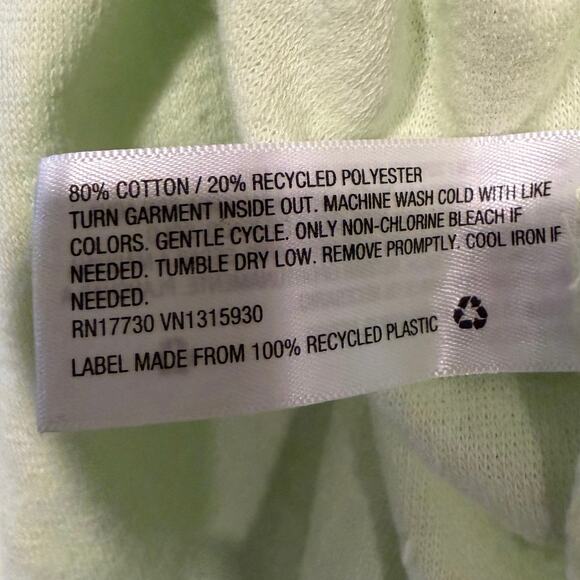 80% COTTON / 20% RECYCLED POLYESTER
TURN GARMENT INSIDE OUT. MACHINE WASH COLD WITH LIKE
COLORS. GENTLE CYCLE. ONLY NON-CHLORINE BLEACH IF
NEEDED. TUMBLE DRY LOW. REMOVE PROMPTLY. COOL IRON IF
NEEDED.
RN17730 VN1315930
LABEL MADE FROM 100% RECYCLED PLASTIC